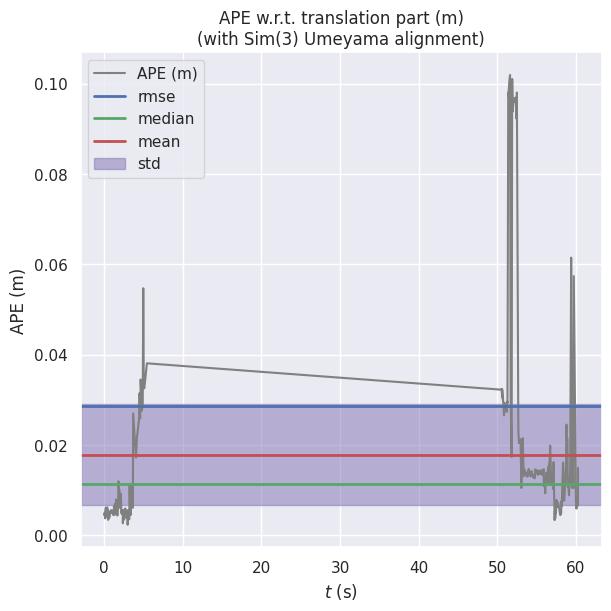 APE w.r.t. translation part (m)
(with Sim(3) Umeyama alignment)
APE (m)
rmse
median
mean
std
APE (m)
0.10
0.08
0.06
0.04
0.02
0.00
0 10 20 30 40 50 60
t (s)